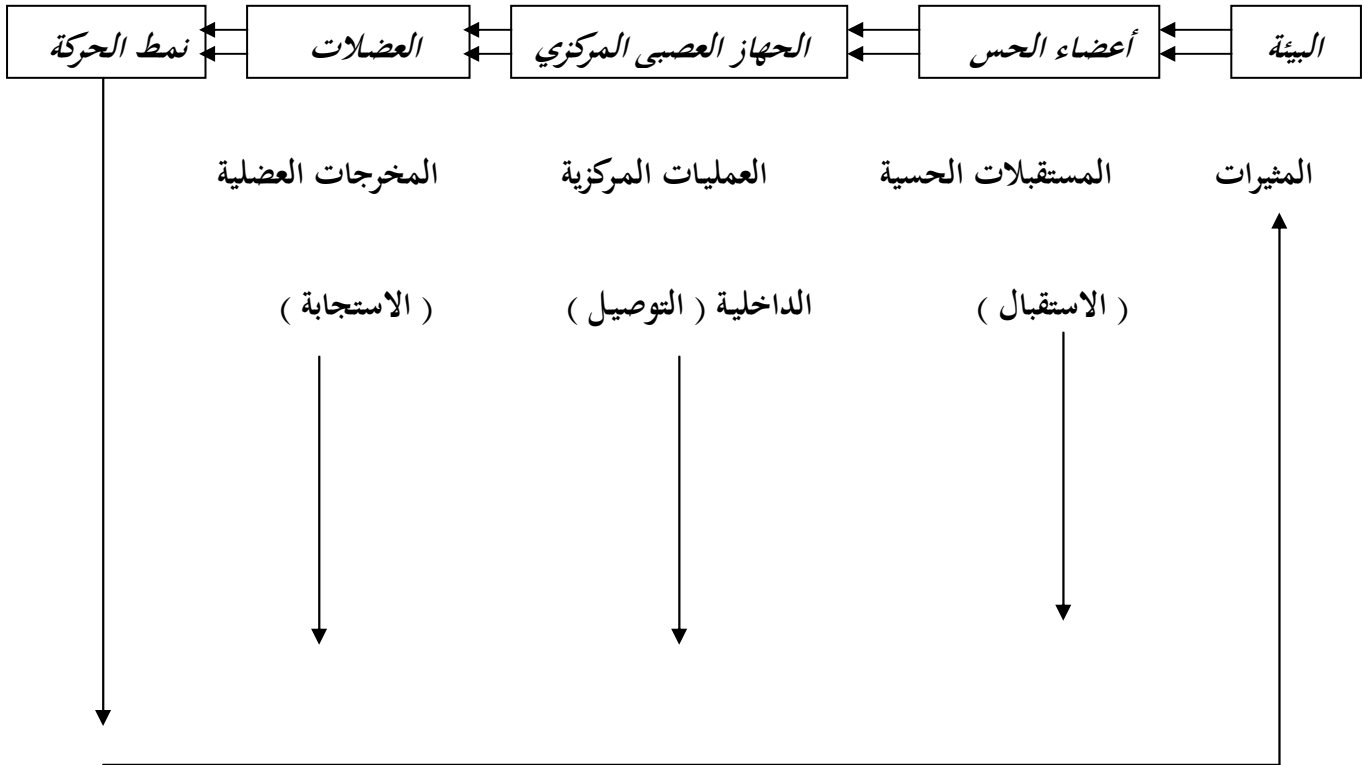 البيئة أعضاء الحس الحهاز العصبى المركزي العضلات نمط الحركة
المثيرات المستقبلات الحسية العمليات المركزية المخرجات العضلية
( الاستقبال ) الداخلية ( التوصيل ) ( الاستجابة )